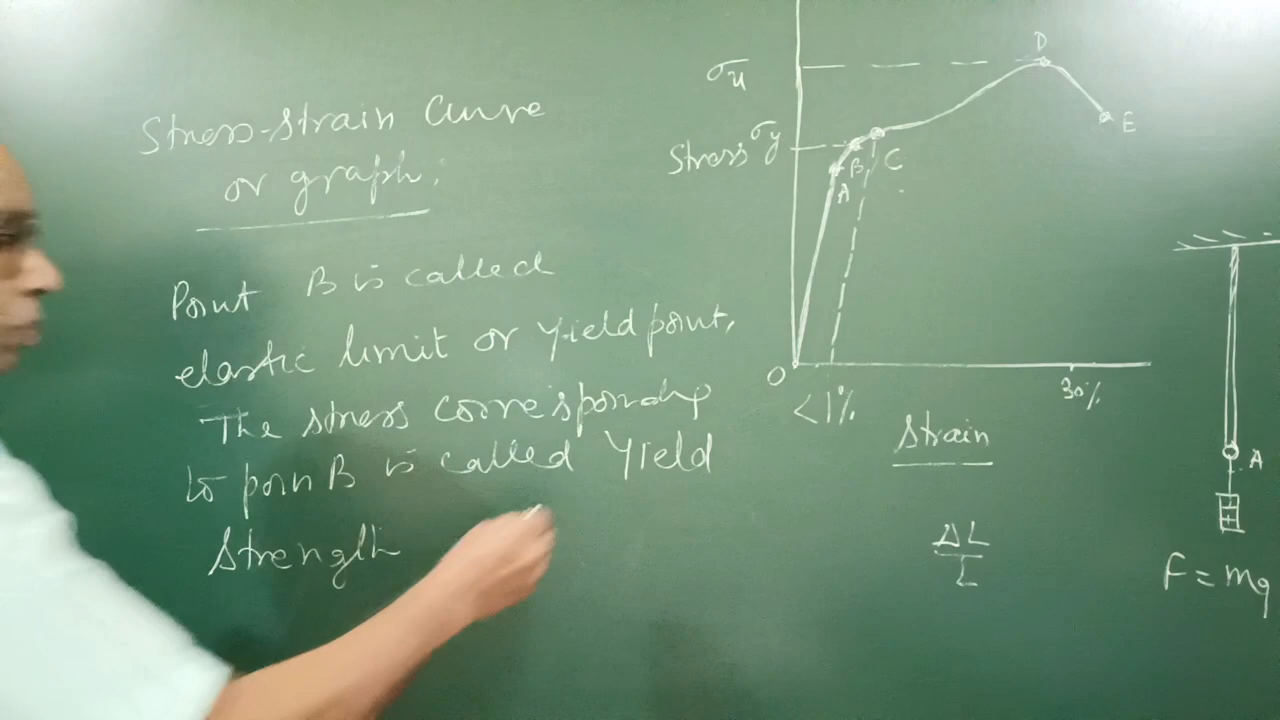 Stress-Strain Curve
or graph:
Point B is called
elastic limit or yield point,
The stress corresponding
to poin B is called Yield
Strength
σu
Stress σy
A
B
C
D
E
O
<1%
30%
Strain
ΔL
L
A
F = mg